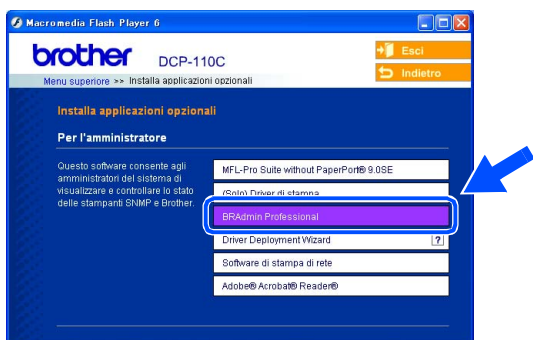 Macromedia Flash Player 6
brother DCP-110C
Esci
Indietro
Menu superiore >> Installa applicazioni opzionali
Installa applicazioni opzionali
Per l'amministratore
Questo software consente agli
amministratori del sistema di
visualizzare e controllare lo stato
delle stampanti SNMP e Brother.
MFL-Pro Suite without PaperPort® 9.0SE
(Solo) Driver di stampa
BRAdmin Professional
Driver Deployment Wizard ?
Software di stampa di rete
Adobe® Acrobat® Reader®